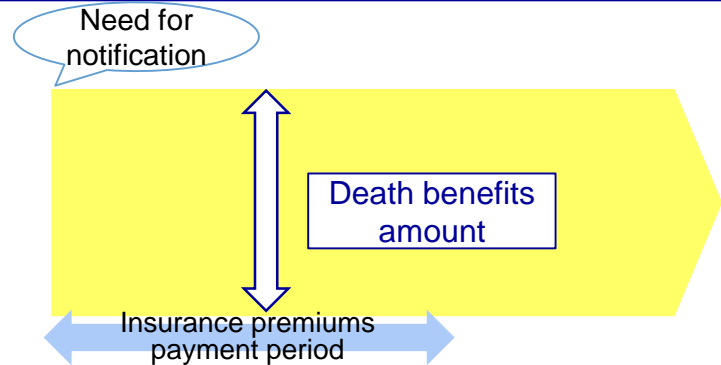 Need for
notification
Death benefits
amount
Insurance premiums
payment period